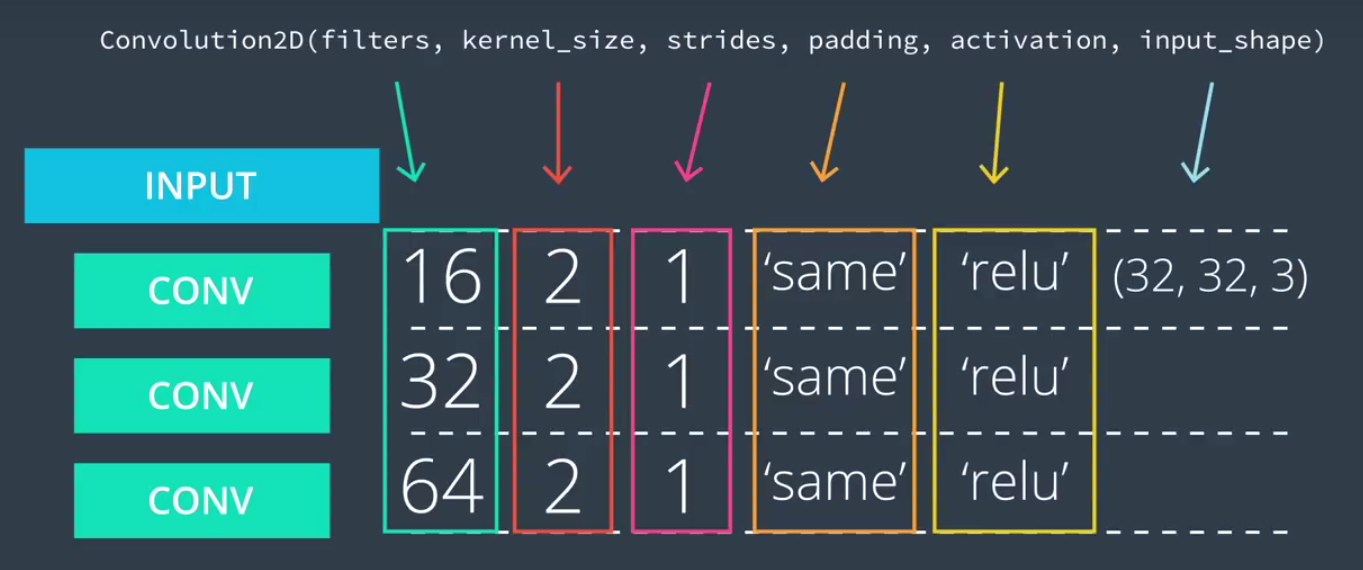 Convolution2D(filters, kernel_size, strides, padding, activation, input_shape)
INPUT
CONV 16 2 1 ‘same’ ‘relu’ (32, 32, 3)
CONV 32 2 1 ‘same’ ‘relu’
CONV 64 2 1 ‘same’ ‘relu’